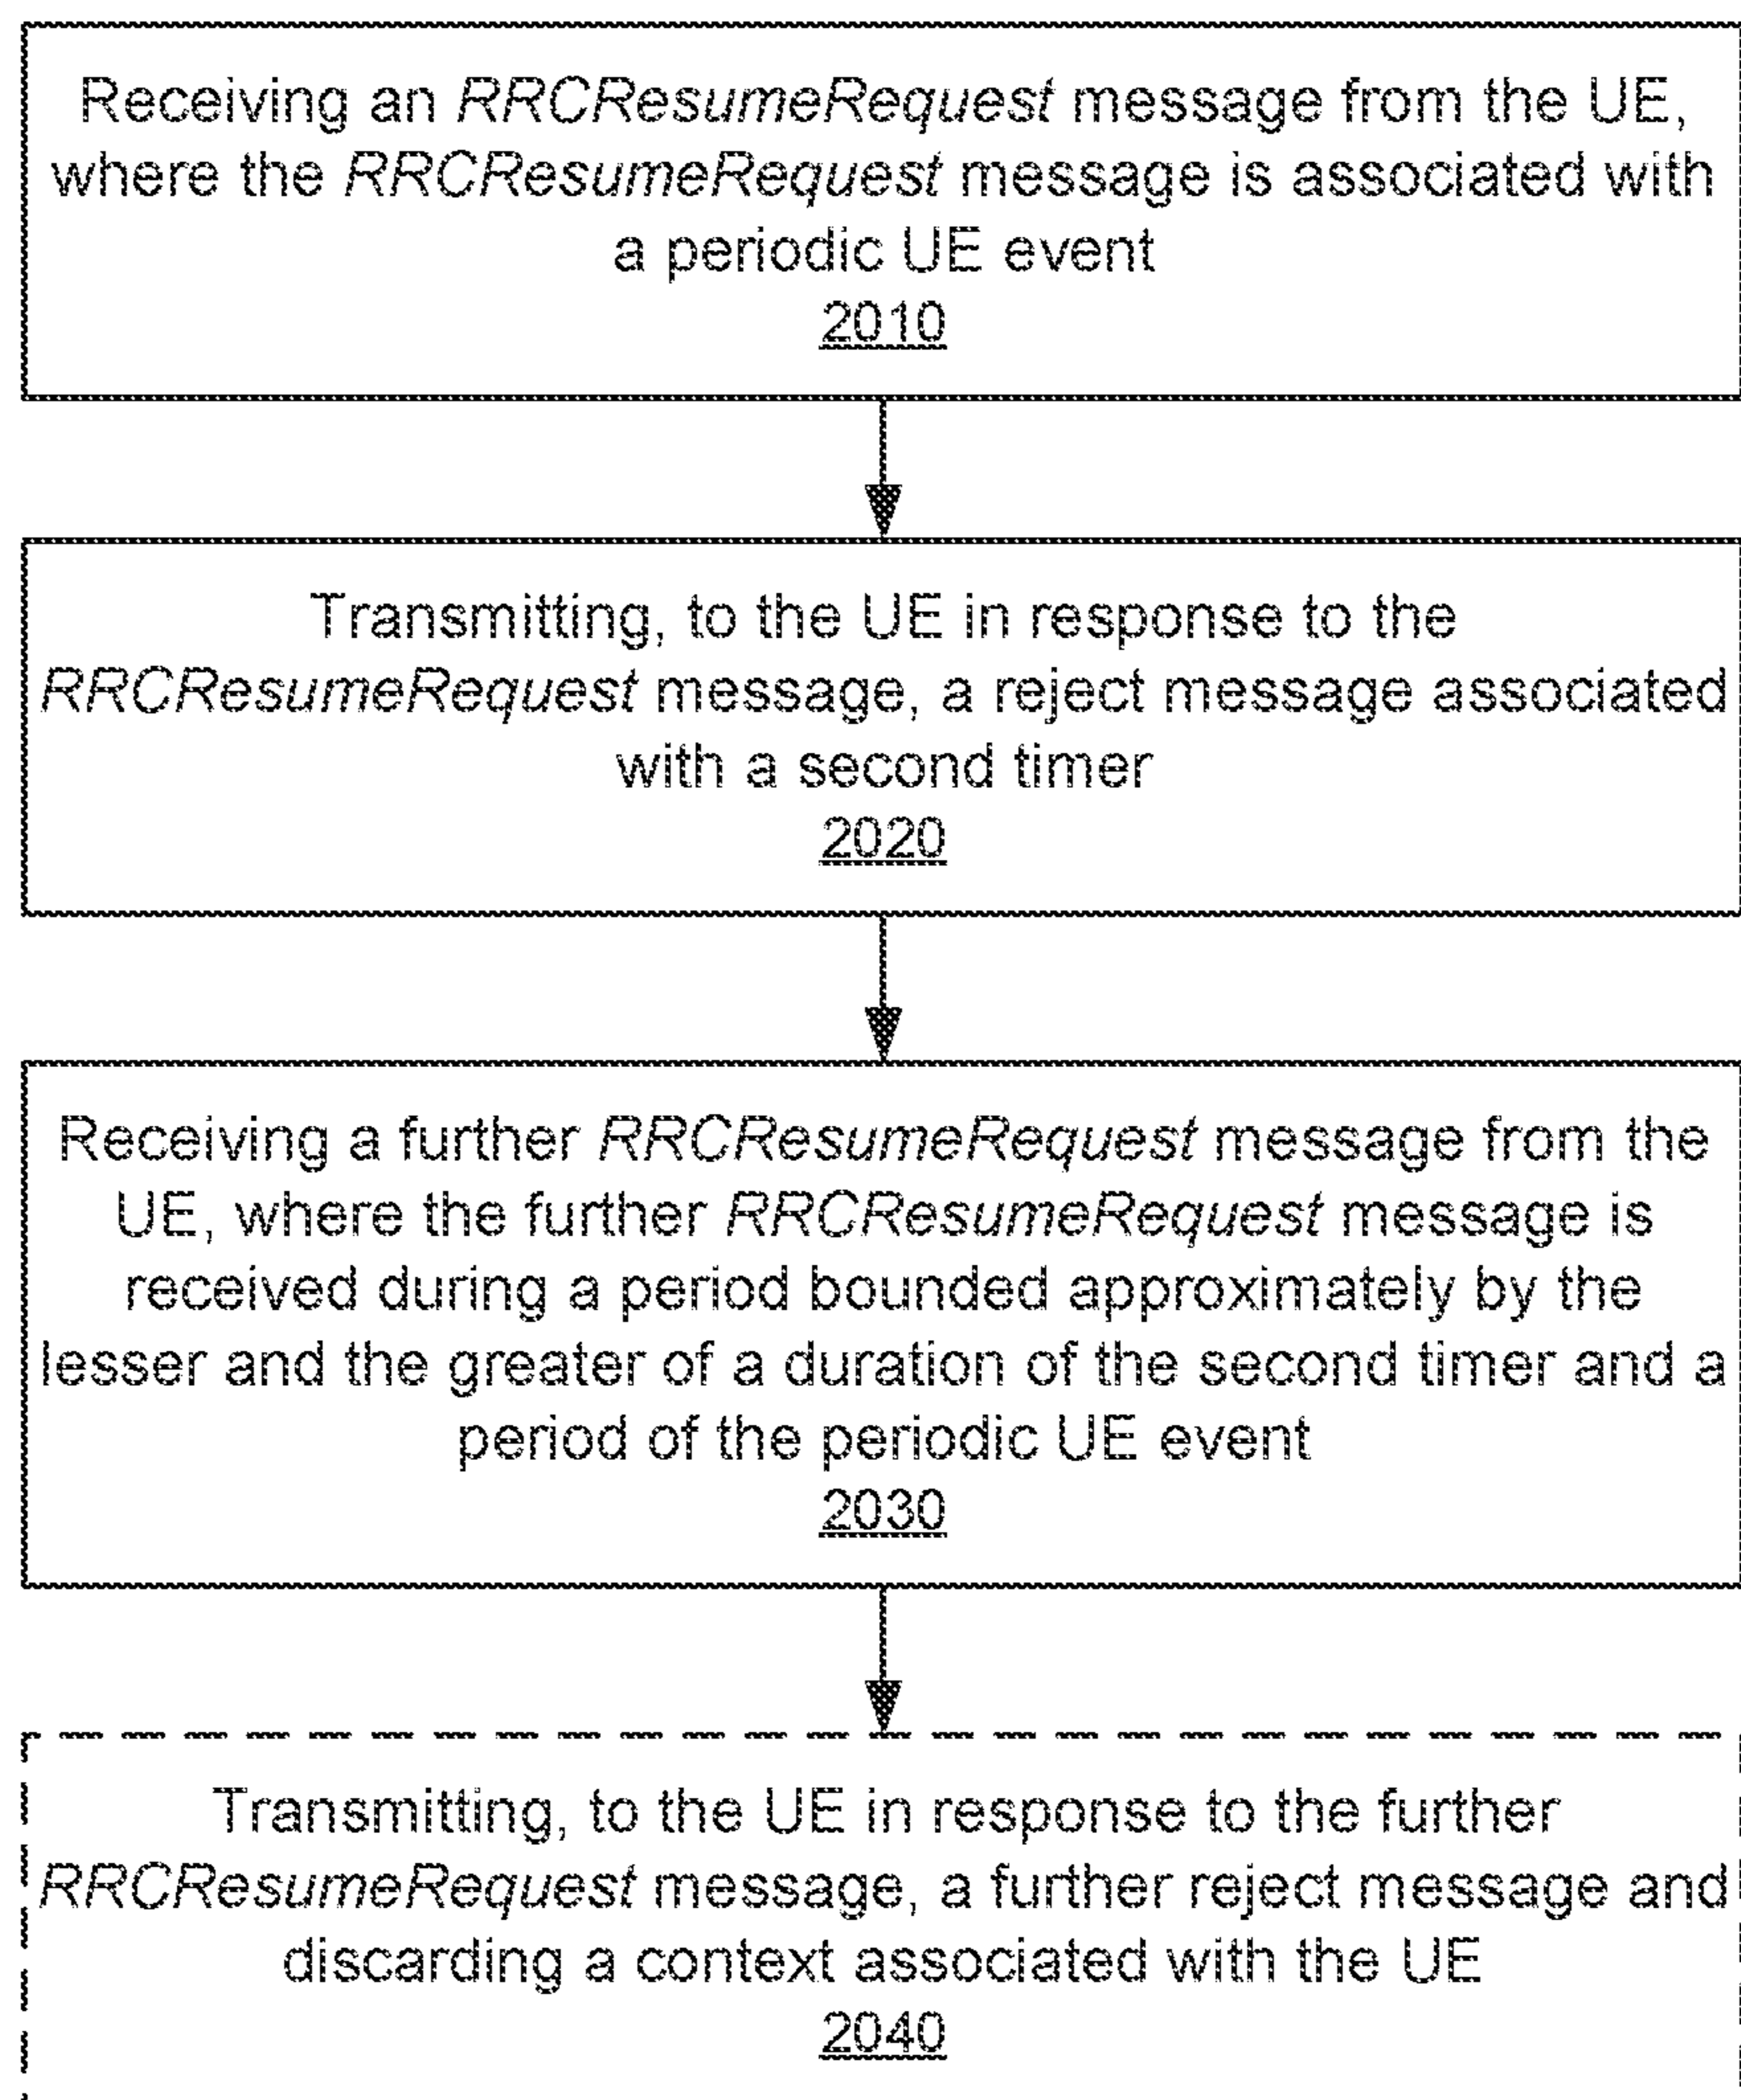 Receiving an RRCResumeRequest message from the UE,
where the RRCResumeRequest message is associated with
a periodic UE event
2010
Transmitting, to the UE in response to the
RRCResumeRequest message, a reject message associated
with a second timer
2020
Receiving a further RRCResumeRequest message from the
UE, where the further RRCResumeRequest message is
received during a period bounded approximately by the
lesser and the greater of a duration of the second timer and a
period of the periodic UE event
2030
Transmitting, to the UE in response to the further
RRCResumeRequest message, a further reject message and
discarding a context associated with the UE
2040